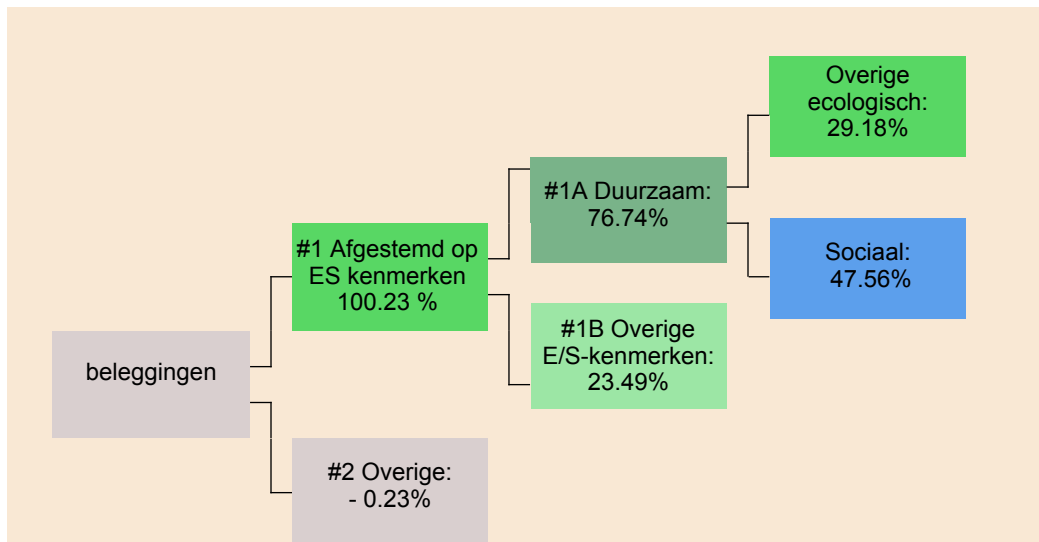 Overige
ecologisch:
29.18%
#1A Duurzaam:
76.74%
#1 Afgestemd op
ES kenmerken
100.23 %
Sociaal:
47.56%
#1B Overige
E/S-kenmerken:
23.49%
beleggingen
#2 Overige:
- 0.23%